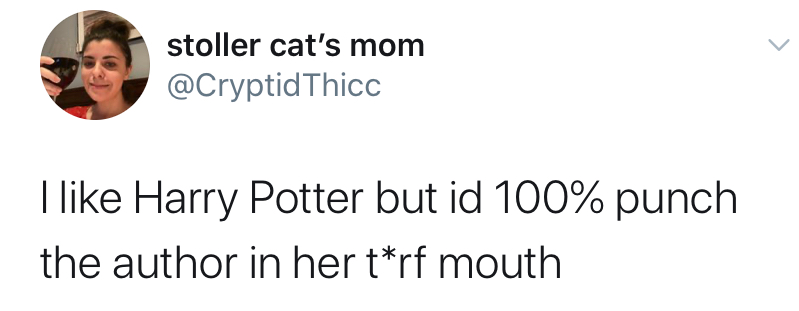 stoller cat's mom
@CryptidThicc
I like Harry Potter but id 100% punch
the author in her t*rf mouth